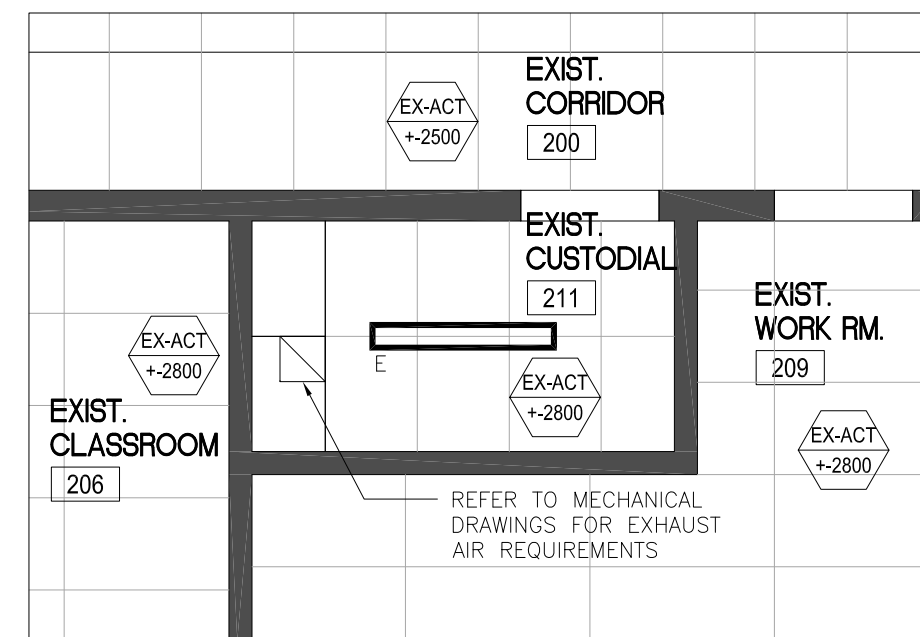 EXIST.
CORRIDOR
200
EX-ACT
+-2500
EXIST.
CUSTODIAL
211
EX-ACT
+-2800
E
EXIST.
WORK RM.
209
EX-ACT
+-2800
EX-ACT
+-2800
EXIST.
CLASSROOM
206
REFER TO MECHANICAL
DRAWINGS FOR EXHAUST
AIR REQUIREMENTS